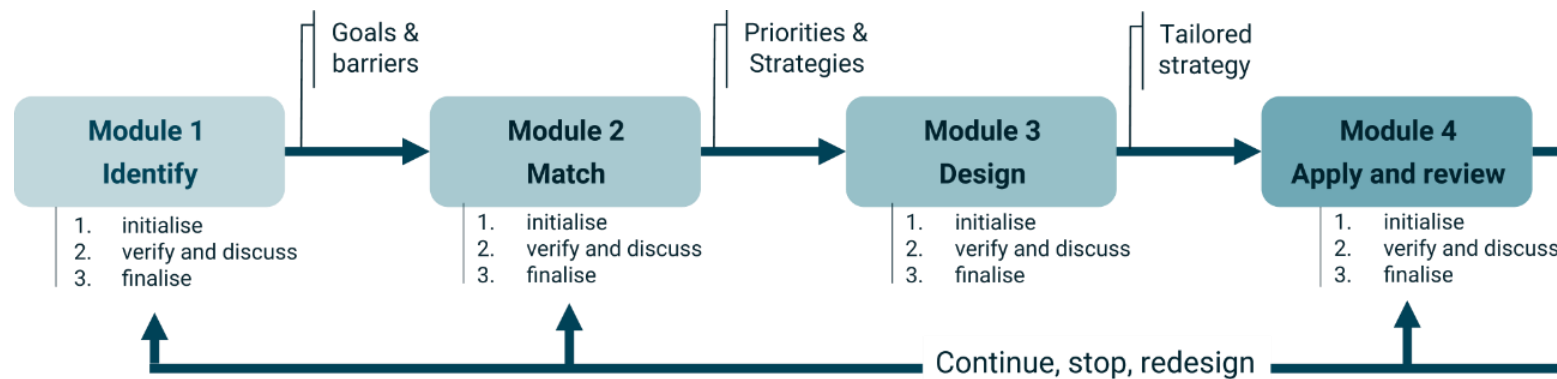 Goals &
barriers
Priorities &
Strategies
Tailored
strategy
Module 1
Identify
Module 2
Match
Module 3
Design
Module 4
Apply and review
1. initialise
2. verify and discuss
3. finalise
1. initialise
2. verify and discuss
3. finalise
1. initialise
2. verify and discuss
3. finalise
1. initialise
2. verify and discuss
3. finalise
Continue, stop, redesign